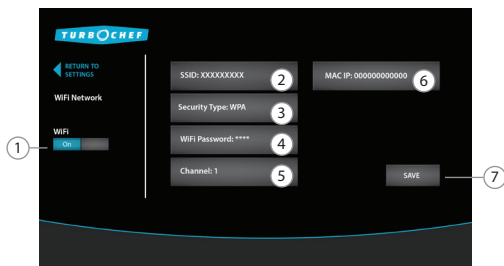 TURBOCHEF
RETURN TO
SETTINGS
WiFi Network
WiFi
On
1
SSID: XXXXXXXXX
2
Security Type: WPA
3
WiFi Password: ****
4
Channel: 1
5
MAC IP: 000000000000
6
SAVE
7